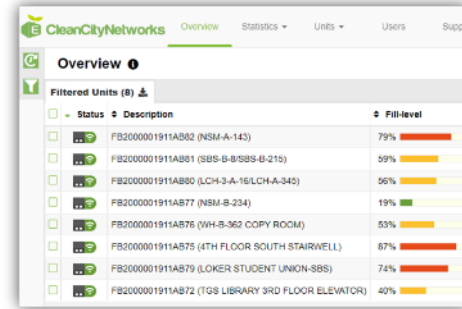 CleanCityNetworks Overview Statistics Units Users Supp
Overview
Filtered Units (8)
Status Description Fill-level
FB2000001911AB82 (NSM-A-143) 79%
FB2000001911AB81 (SBS-B-8/SBS-B-215) 59%
FB2000001911AB80 (LCH-3-A-16/LCH-A-345) 56%
FB2000001911AB77 (NSM-B-234) 19%
FB2000001911AB76 (WH-B-362 COPY ROOM) 53%
FB2000001911AB75 (4TH FLOOR SOUTH STAIRWELL) 87%
FB2000001911AB79 (LOKER STUDENT UNION-SBS) 74%
FB2000001911AB72 (TGS LIBRARY 3RD FLOOR ELEVATOR) 40%